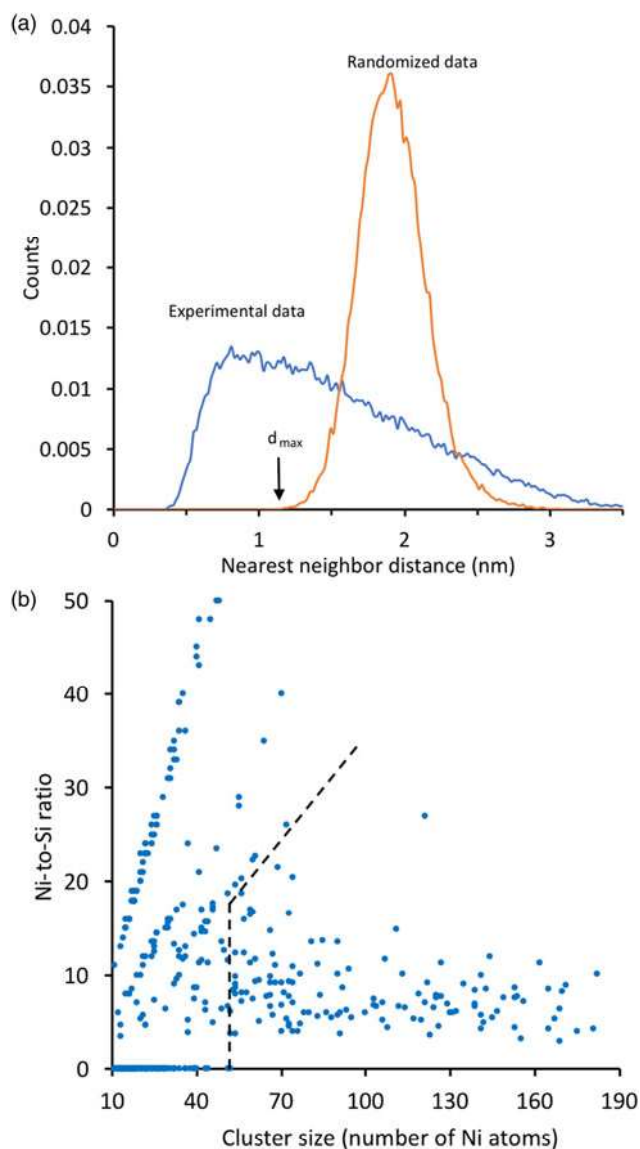 (a)
0.04
0.035
0.03
0.025
0.02
0.015
0.01
0.005
0
Counts
Randomized data
Experimental data
dmax
0 1 2 3
Nearest neighbor distance (nm)
(b)
50
40
30
20
10
0
Ni-to-Si ratio
10 40 70 100 130 160 190
Cluster size (number of Ni atoms)